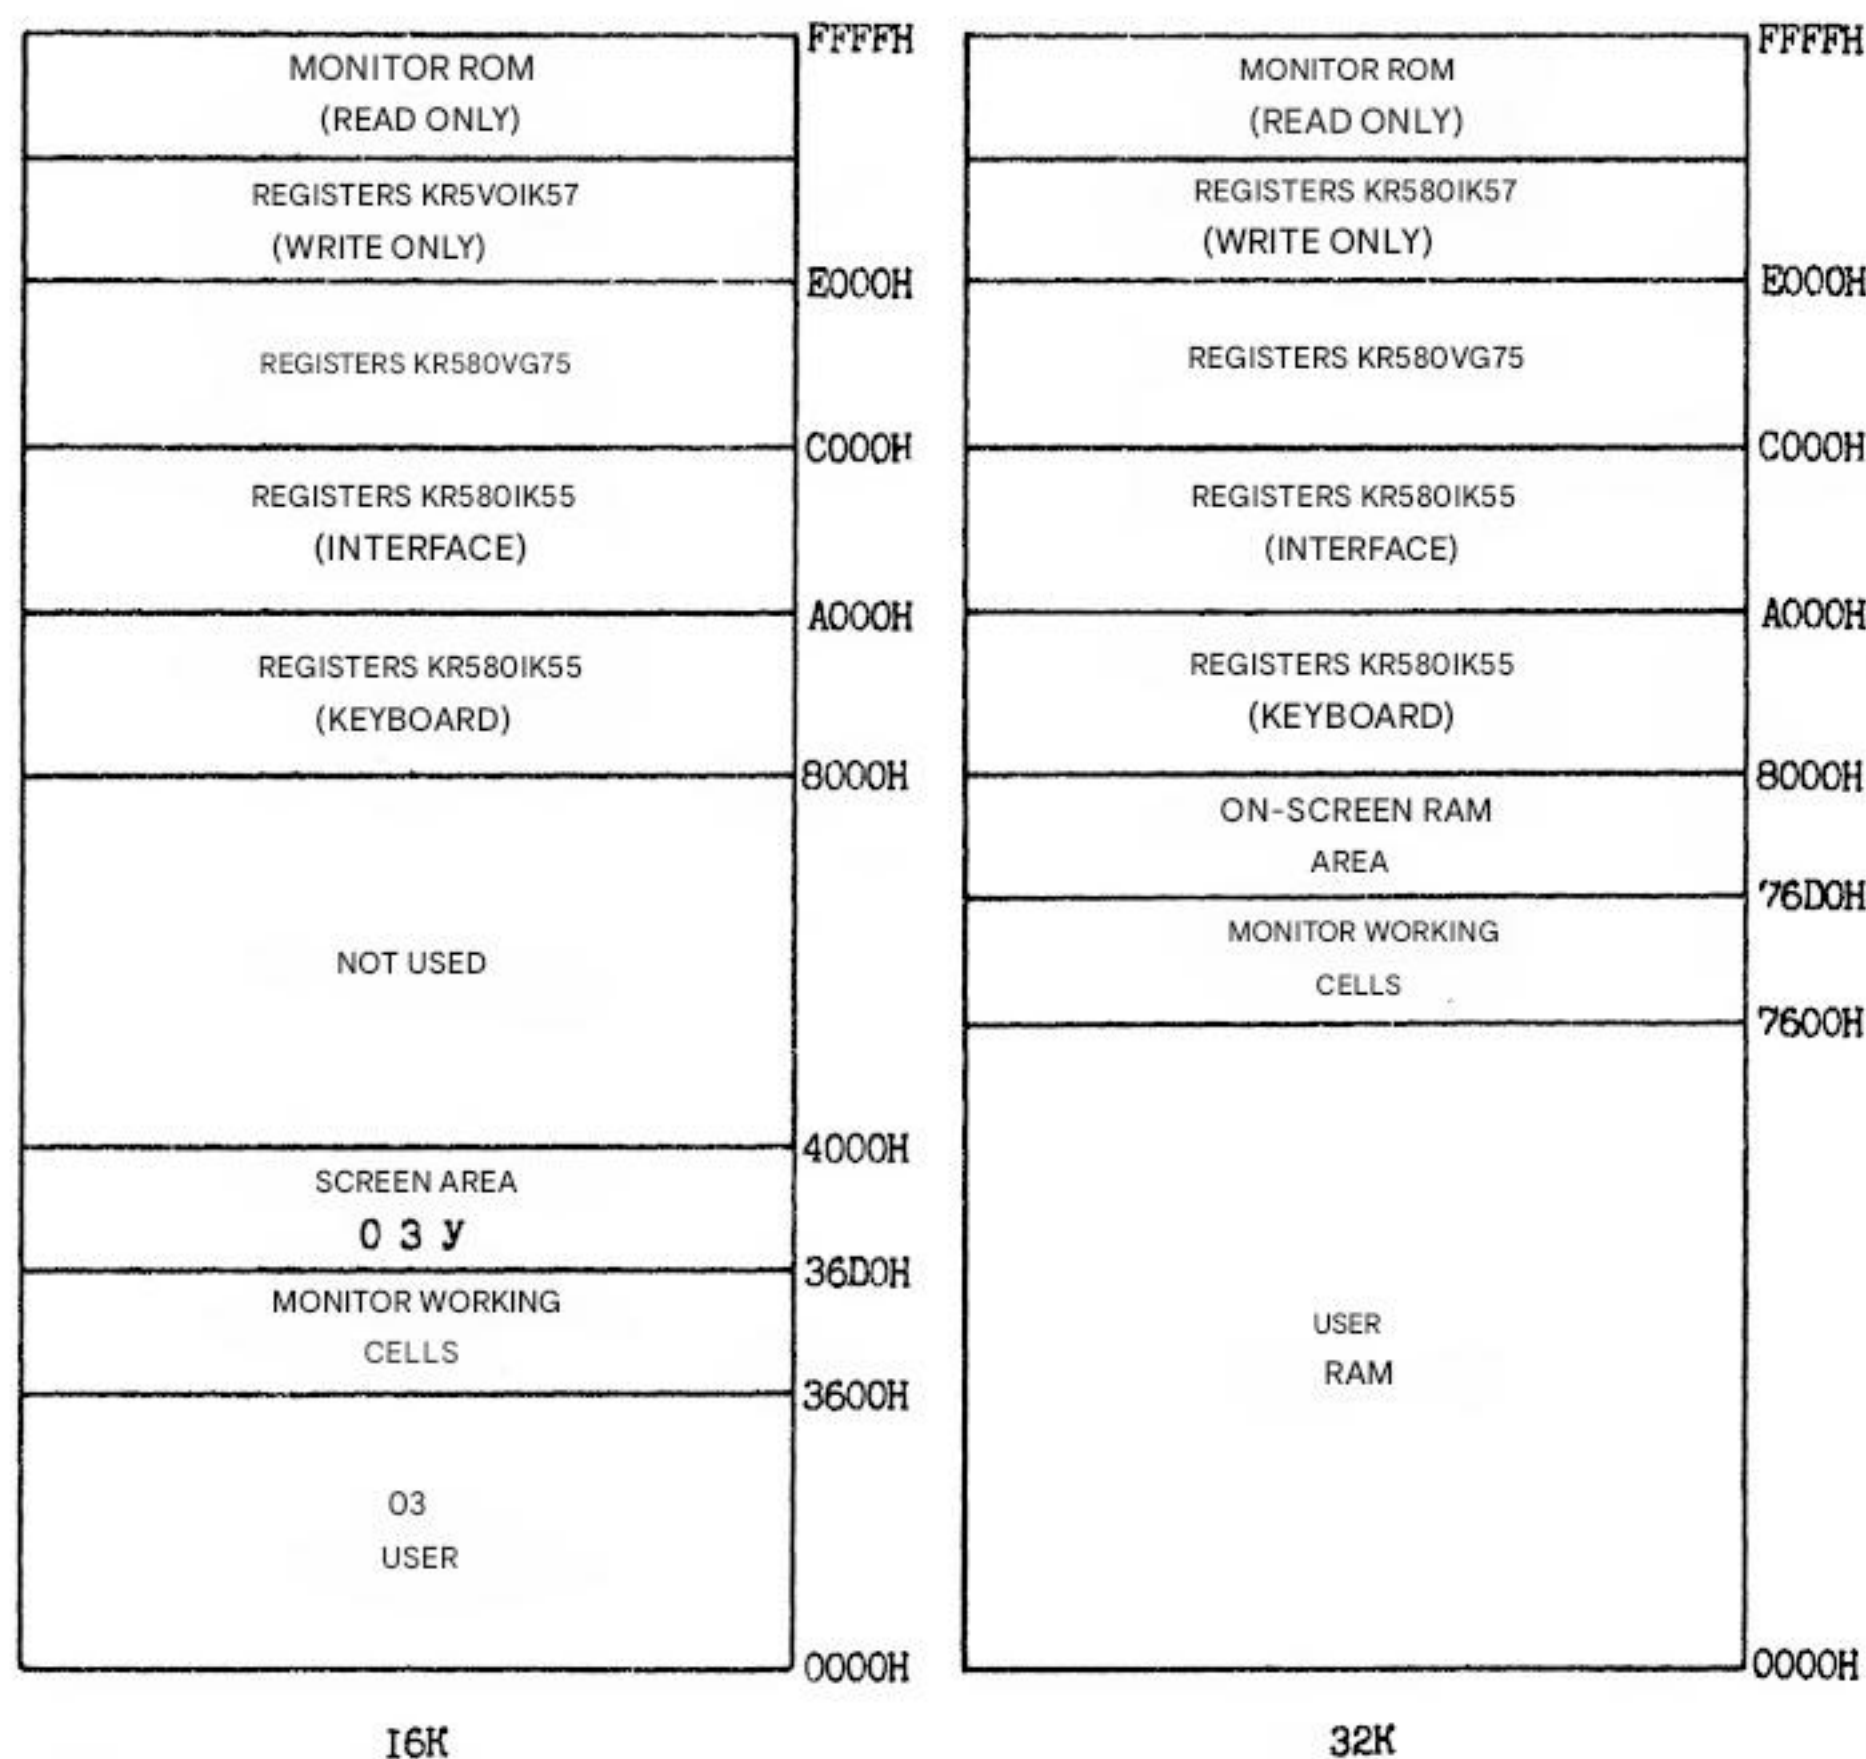 FFFFH
MONITOR ROM
(READ ONLY)
REGISTERS KR5VOIK57
(WRITE ONLY)
E000H
REGISTERS KR580VG75
C000H
REGISTERS KR580IK55
(INTERFACE)
A000H
REGISTERS KR580IK55
(KEYBOARD)
8000H
NOT USED
4000H
SCREEN AREA
О З У
36D0H
MONITOR WORKING
CELLS
3600H
03
USER
0000H
I6K
FFFFH
MONITOR ROM
(READ ONLY)
REGISTERS KR580IK57
(WRITE ONLY)
E000H
REGISTERS KR580VG75
C000H
REGISTERS KR580IK55
(INTERFACE)
A000H
REGISTERS KR580IK55
(KEYBOARD)
8000H
ON-SCREEN RAM
AREA
76D0H
MONITOR WORKING
CELLS
7600H
USER
RAM
0000H
32K